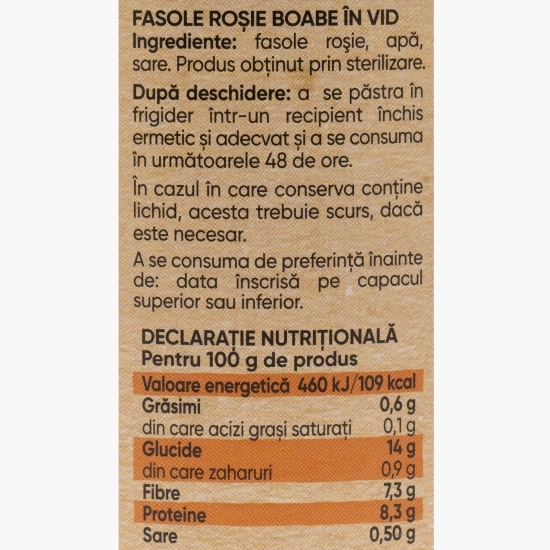 FASOLE ROȘIE BOABE ÎN VID
Ingrediente: fasole roșie, apă,
sare. Produs obținut prin sterilizare.
După deschidere: a se păstra în
frigider într-un recipient închis
ermetic și adecvat și a se consuma
în următoarele 48 de ore.
În cazul în care conserva conține
lichid, acesta trebuie scurs, dacă
este necesar.
A se consuma de preferință înainte
de: data înscrisă pe capacul
superior sau inferior.
DECLARAȚIE NUTRIȚIONALĂ
Pentru 100 g de produs
Valoare energetică 460 kJ/109 kcal
Grăsimi 0,6 g
din care acizi grași saturați 0,1 g
Glucide 14 g
din care zaharuri 0,9 g
Fibre 7,3 g
Proteine 8,3 g
Sare 0,50 g